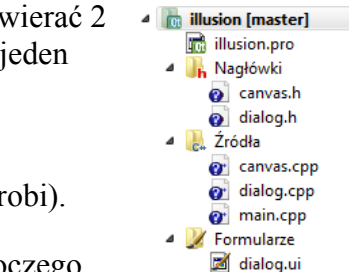 wierać 2
jeden
robi).
oczego
illusion [master]
illusion.pro
Nagłówki
canvas.h
dialog.h
Źródła
canvas.cpp
dialog.cpp
main.cpp
Formularze
dialog.ui